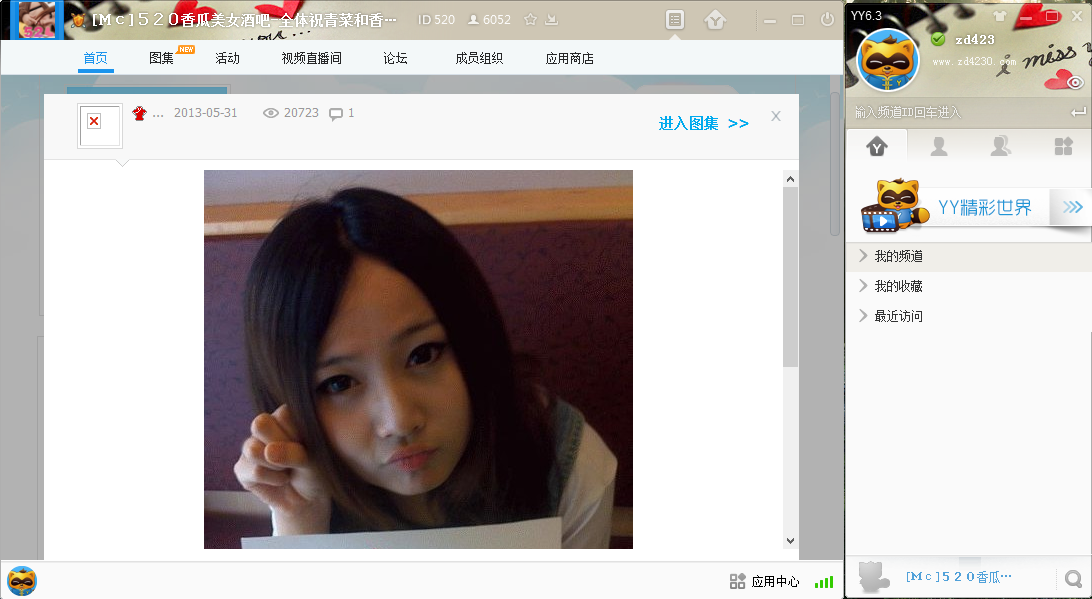 [Ｍｃ]５２０香瓜美女酒吧 全体祝青菜和香…
ID 520
6052
首页
图集
NEW
活动
视频直播间
论坛
成员组织
应用商店
...
2013-05-31
20723
1
进入图集 >>
X
应用中心
YY6.3
zd423
www.zd4230.com
i miss y
输入频道ID回车进入
YY精彩世界
我的频道
我的收藏
最近访问
[Ｍｃ]５２０香瓜…